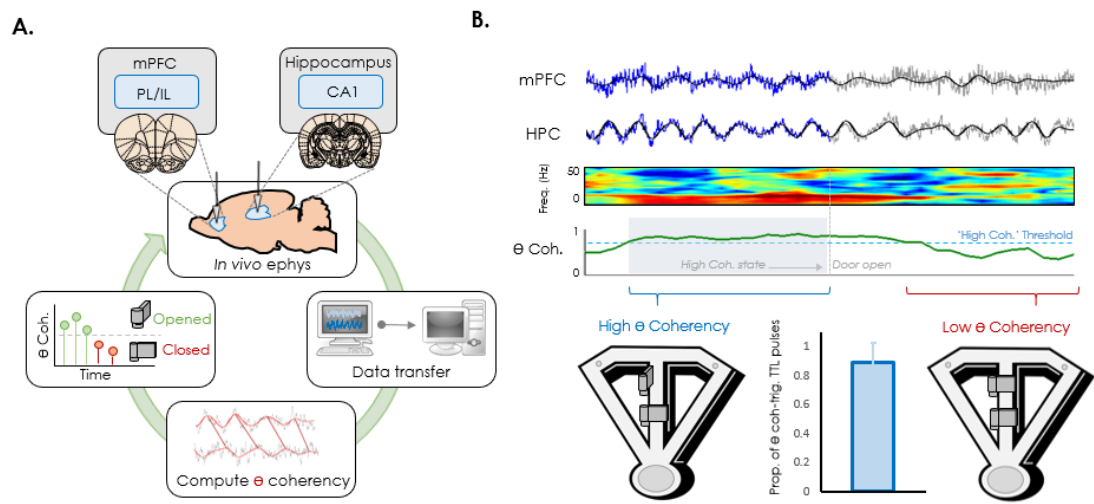 A.
mPFC
PL/IL
Hippocampus
CA1
In vivo ephys
Θ Coh.
Opened
Closed
Time
Data transfer
Compute Θ coherency
B.
mPFC
HPC
Freq. (Hz)
50
0
Θ Coh.
1
0
'High Coh.' Threshold
High Coh. state
Door open
High Θ Coherency
Low Θ Coherency
Prop. of Θ coh-trig. TTL pulses
1
0.8
0.6
0.4
0.2
0